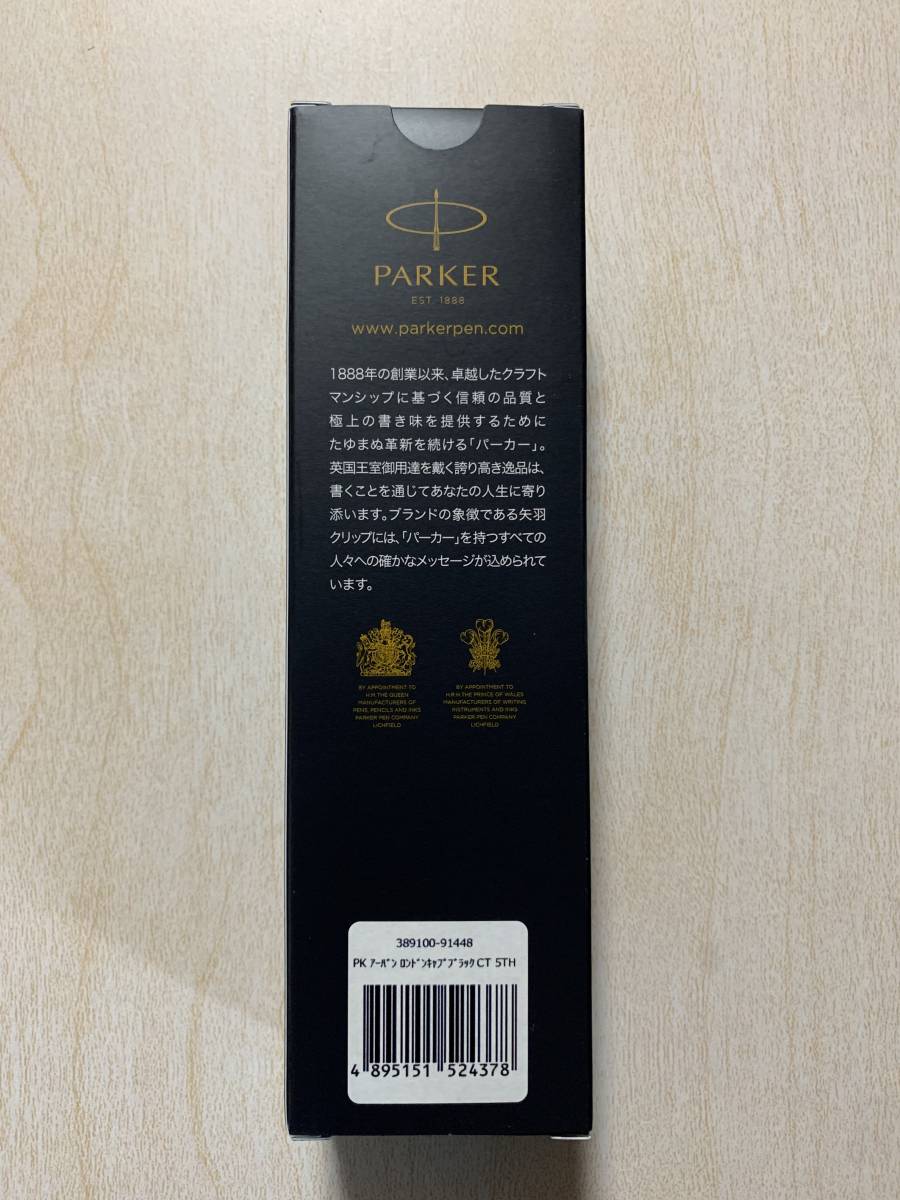 PARKER
EST. 1888
www.parkerpen.com
1888年の創業以来、卓越したクラフト
マンシップに基づく信頼の品質と
極上の書き味を提供するために
たゆまぬ革新を続ける「パーカー」。
英国王室御用達を戴く誇り高き逸品は、
書くことを通じてあなたの人生に寄り
添います。ブランドの象徴である矢羽
クリップには、「パーカー」を持つすべての
人々への確かなメッセージが込められて
います。
BY APPOINTMENT TO
H.M. THE QUEEN
MANUFACTURERS OF
PENS, PENCILS AND INKS
PARKER PEN COMPANY
LICHFIELD
BY APPOINTMENT TO
H.R.H. THE PRINCE OF WALES
MANUFACTURERS OF WRITING
INSTRUMENTS AND INKS
PARKER PEN COMPANY
LICHFIELD
389100-91448
PK ｱｰﾊﾞﾝ ﾛﾝﾄﾞﾝｷｬﾌﾞﾌﾞﾗｯｸ CT 5TH
4 895151 524378